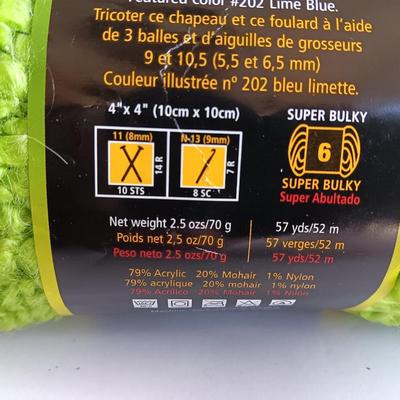 Featured color #202 Lime Blue.
Tricoter ce chapeau et ce foulard à l'aide
de 3 balles et d'aiguilles de grosseurs
9 et 10,5 (5,5 et 6,5 mm)
Couleur illustrée nº 202 bleu limette.
4"x 4" (10cm x 10cm)
11 (8mm)
14 R
10 STS
N-13 (9mm)
7 R
8 SC
SUPER BULKY
6
SUPER BULKY
Super Abultado
Net weight 2.5 ozs/70 g 57 yds/52 m
Poids net 2,5 oz/70 g 57 verges/52 m
Peso neto 2.5 ozs/70 g 57 yds/52 m
79% Acrylic 20% Mohair 1% Nylon
79% acrylique 20% mohair 1% nylon
79% Acrilico 20% Mohair 1% Nilon